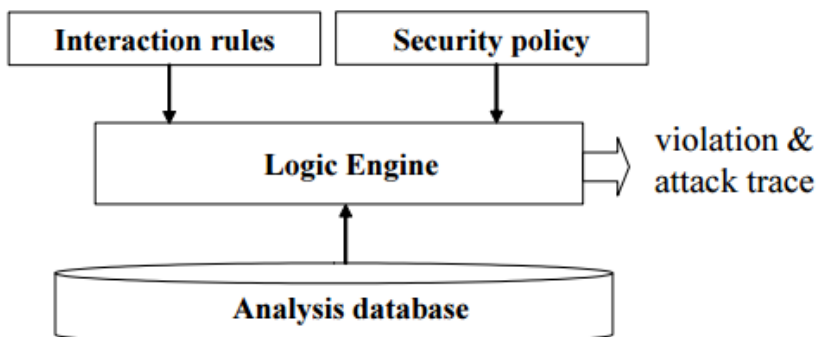 Interaction rules
Security policy
Logic Engine
violation &
attack trace
Analysis database